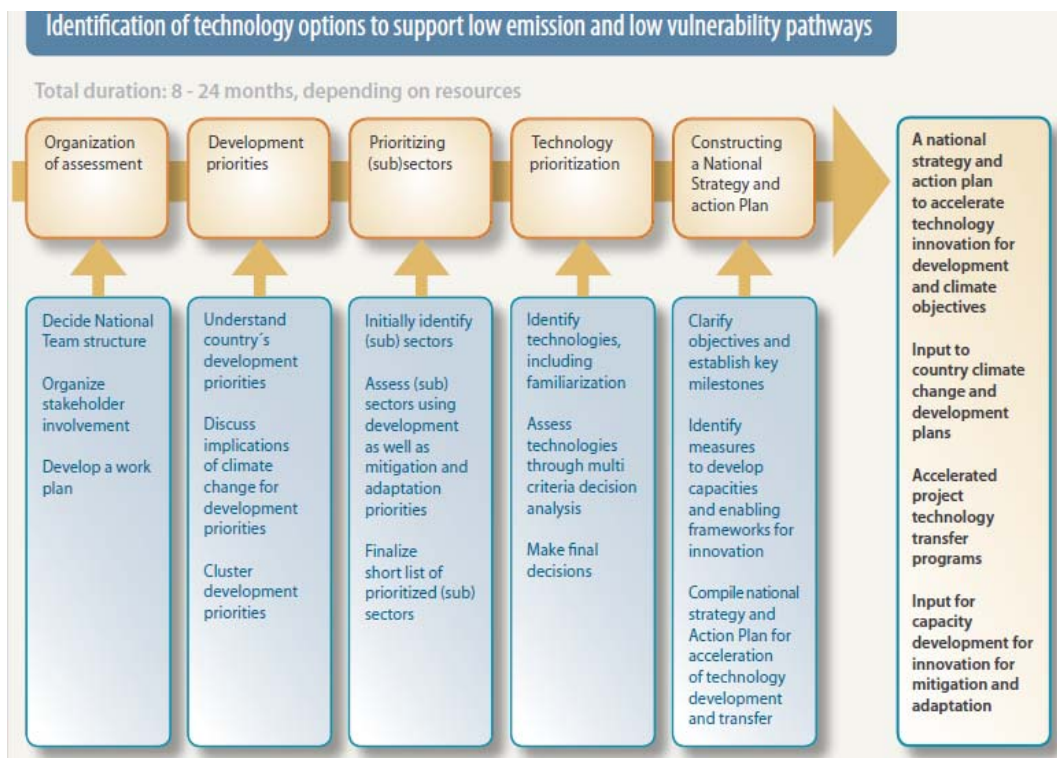 Identification of technology options to support low emission and low vulnerability pathways
Total duration: 8 - 24 months, depending on resources
Organization
of assessment
Development
priorities
Prioritizing
(sub)sectors
Technology
prioritization
Constructing
a National
Strategy and
action Plan
A national
strategy and
action plan
to accelerate
technology
innovation for
development
and climate
objectives
Input to
country climate
change and
development
plans
Accelerated
project
technology
transfer
programs
Input for
capacity
development for
innovation for
mitigation and
adaptation
Decide National
Team structure
Organize
stakeholder
involvement
Develop a work
plan
Understand
country´s
development
priorities
Discuss
implications
of climate
change for
development
priorities
Cluster
development
priorities
Initially identify
(sub) sectors
Assess (sub)
sectors using
development
as well as
mitigation and
adaptation
priorities
Finalize
short list of
prioritized (sub)
sectors
Identify
technologies,
including
familiarization
Assess
technologies
through multi
criteria decision
analysis
Make final
decisions
Clarify
objectives and
establish key
milestones
Identify
measures
to develop
capacities
and enabling
frameworks for
innovation
Compile national
strategy and
Action Plan for
acceleration
of technology
development
and transfer